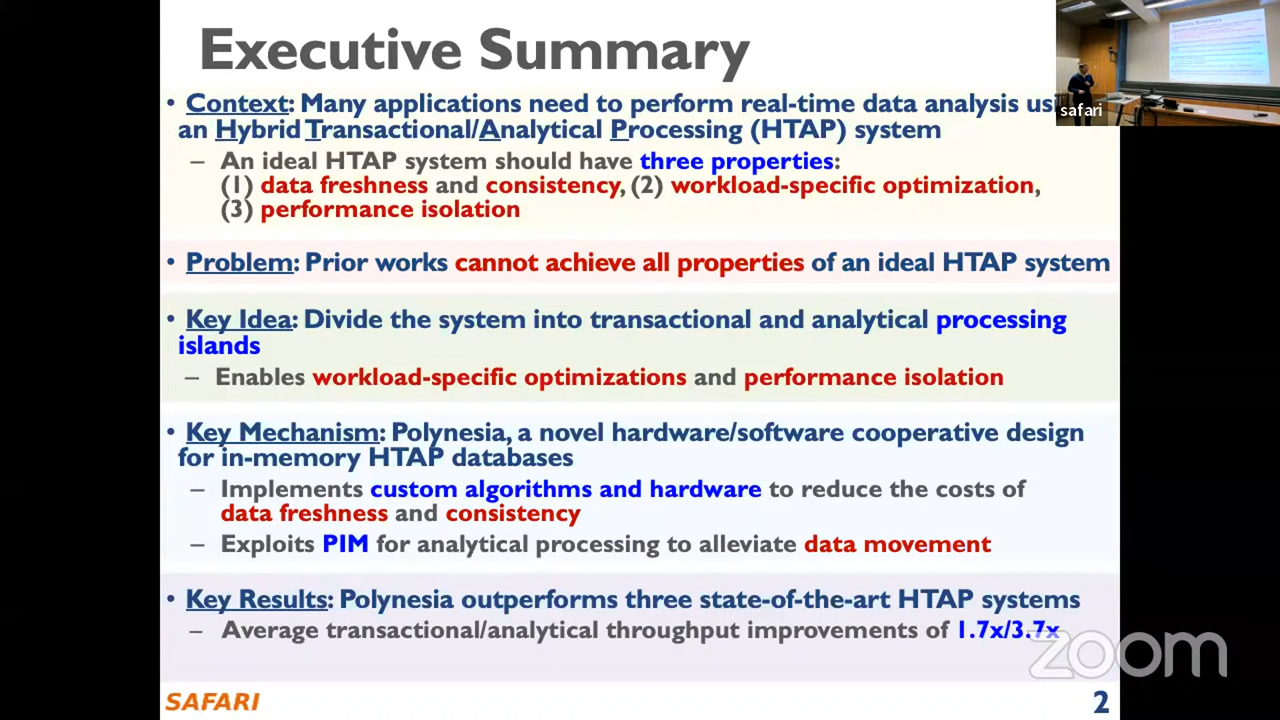 Executive Summary
• Context: Many applications need to perform real-time data analysis us
an Hybrid Transactional/Analytical Processing (HTAP) system
– An ideal HTAP system should have three properties:
(1) data freshness and consistency, (2) workload-specific optimization,
(3) performance isolation
• Problem: Prior works cannot achieve all properties of an ideal HTAP system
• Key Idea: Divide the system into transactional and analytical processing
islands
– Enables workload-specific optimizations and performance isolation
• Key Mechanism: Polynesia, a novel hardware/software cooperative design
for in-memory HTAP databases
– Implements custom algorithms and hardware to reduce the costs of
data freshness and consistency
– Exploits PIM for analytical processing to alleviate data movement
• Key Results: Polynesia outperforms three state-of-the-art HTAP systems
– Average transactional/analytical throughput improvements of 1.7x/3.7x
SAFARI
2
safari
Executive Summary
zoom